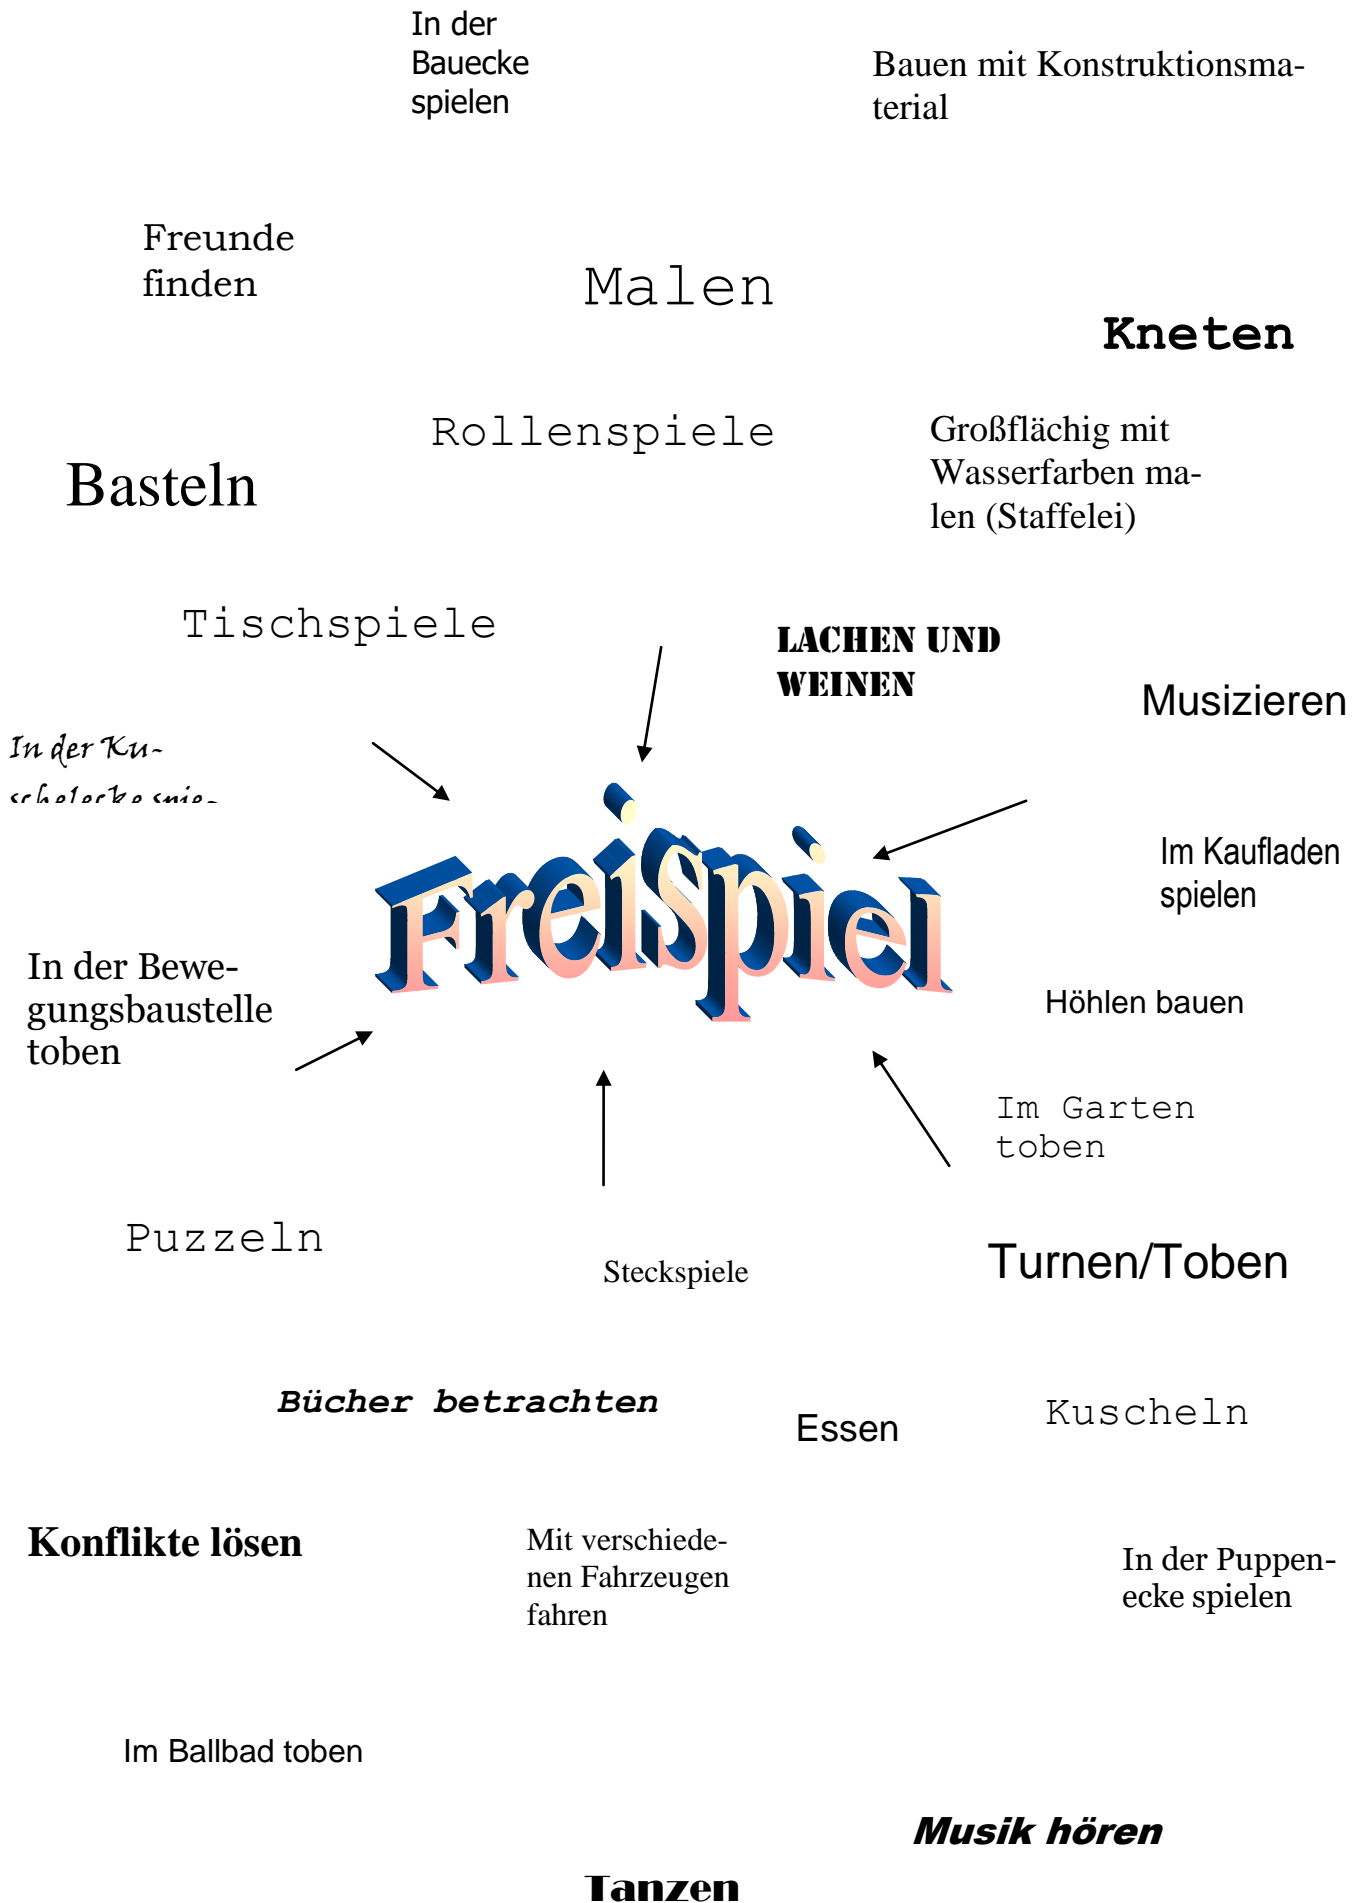 In der
Bauecke
spielen
Bauen mit Konstruktionsma-
terial
Freunde
finden
Malen
Kneten
Rollenspiele
Großflächig mit
Wasserfarben ma-
len (Staffelei)
Basteln
Tischspiele
LACHEN UND
WEINEN
Musizieren
In der Ku-
schelecke spie-
Freispiel
Im Kaufladen
spielen
In der Bewe-
gungsbaustelle
toben
Höhlen bauen
Im Garten
toben
Puzzeln
Steckspiele
Turnen/Toben
Bücher betrachten
Essen
Kuscheln
Konflikte lösen
Mit verschiede-
nen Fahrzeugen
fahren
In der Puppen-
ecke spielen
Im Ballbad toben
Musik hören
Tanzen